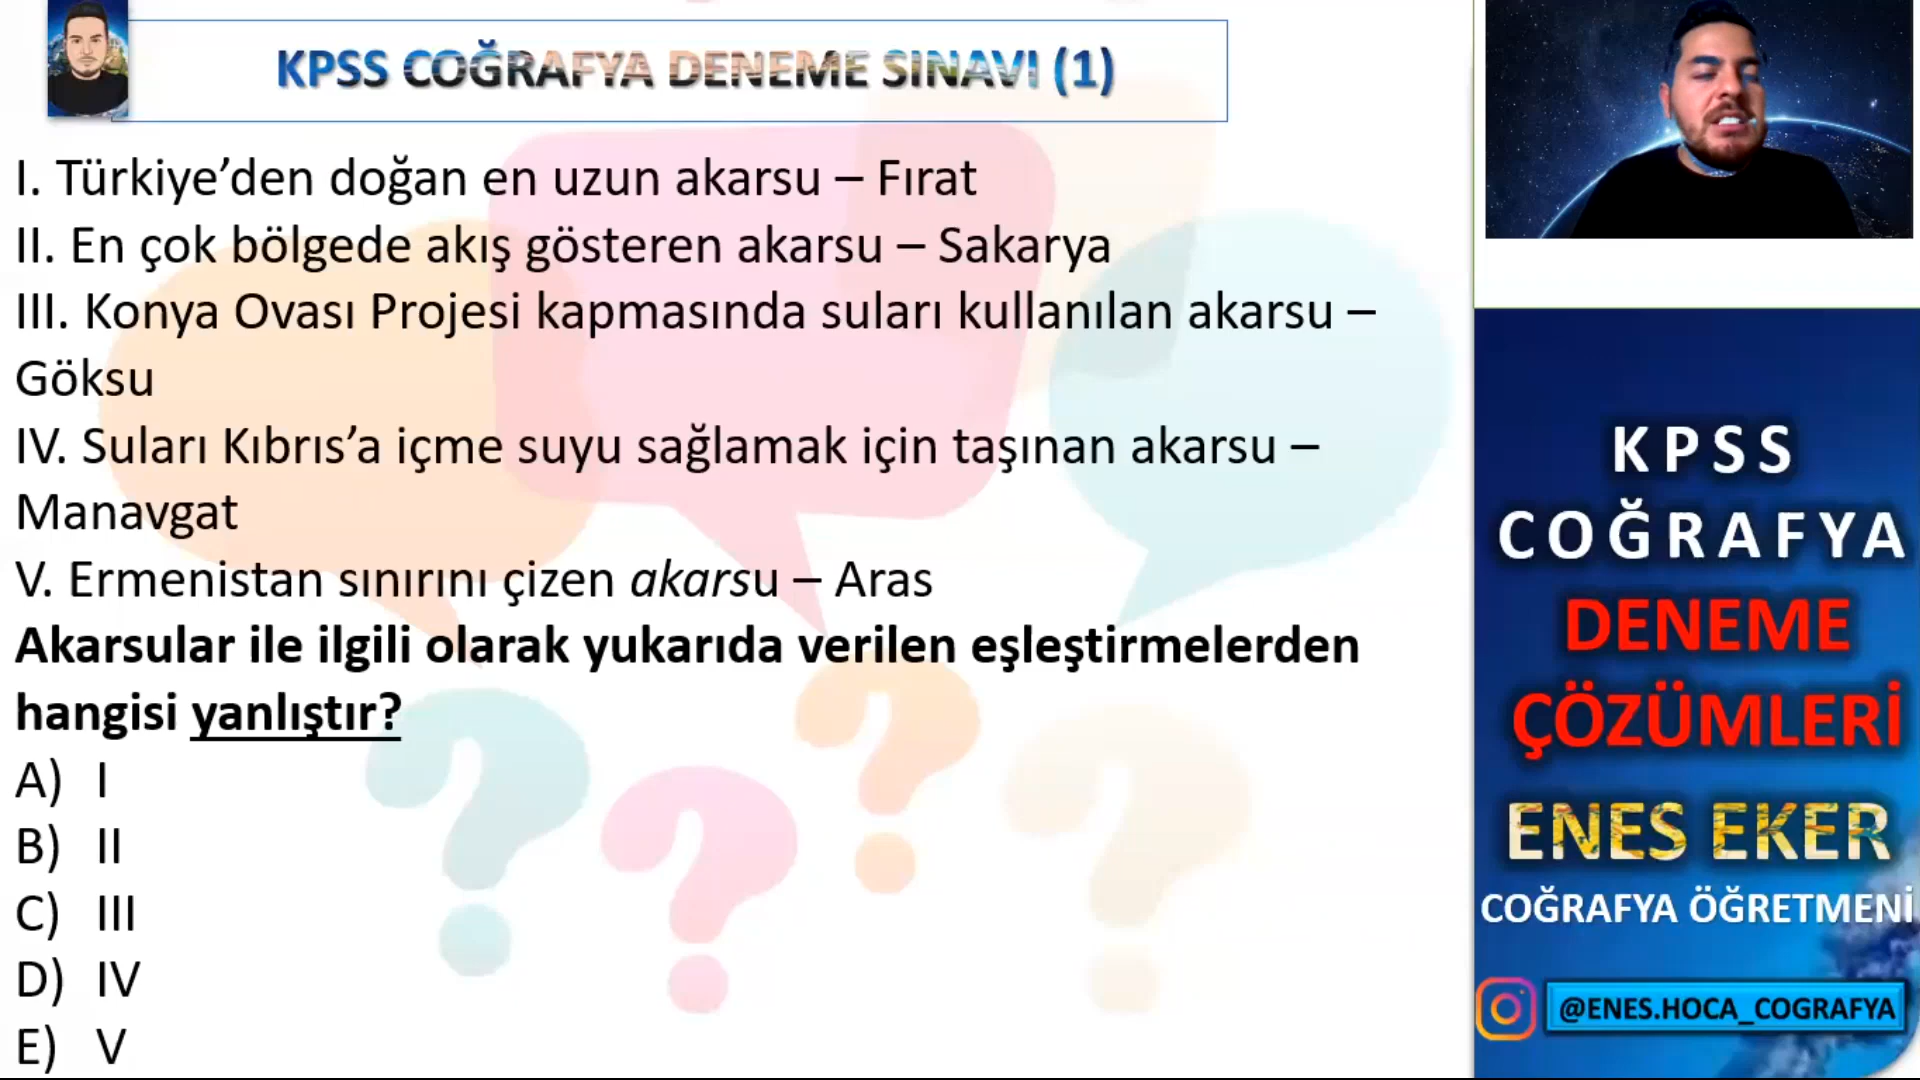 KPSS COĞRAFYA DENEME SINAVI (1)
I. Türkiye’den doğan en uzun akarsu – Fırat
II. En çok bölgede akış gösteren akarsu – Sakarya
III. Konya Ovası Projesi kapmasında suları kullanılan akarsu –
Göksu
IV. Suları Kıbrıs’a içme suyu sağlamak için taşınan akarsu –
Manavgat
V. Ermenistan sınırını çizen akarsu – Aras
Akarsular ile ilgili olarak yukarıda verilen eşleştirmelerden
hangisi yanlıştır?
A) I
B) II
C) III
D) IV
E) V
KPSS
COĞRAFYA
DENEME
ÇÖZÜMLERİ
ENES EKER
COĞRAFYA ÖĞRETMENİ
@ENES.HOCA_COGRAFYA